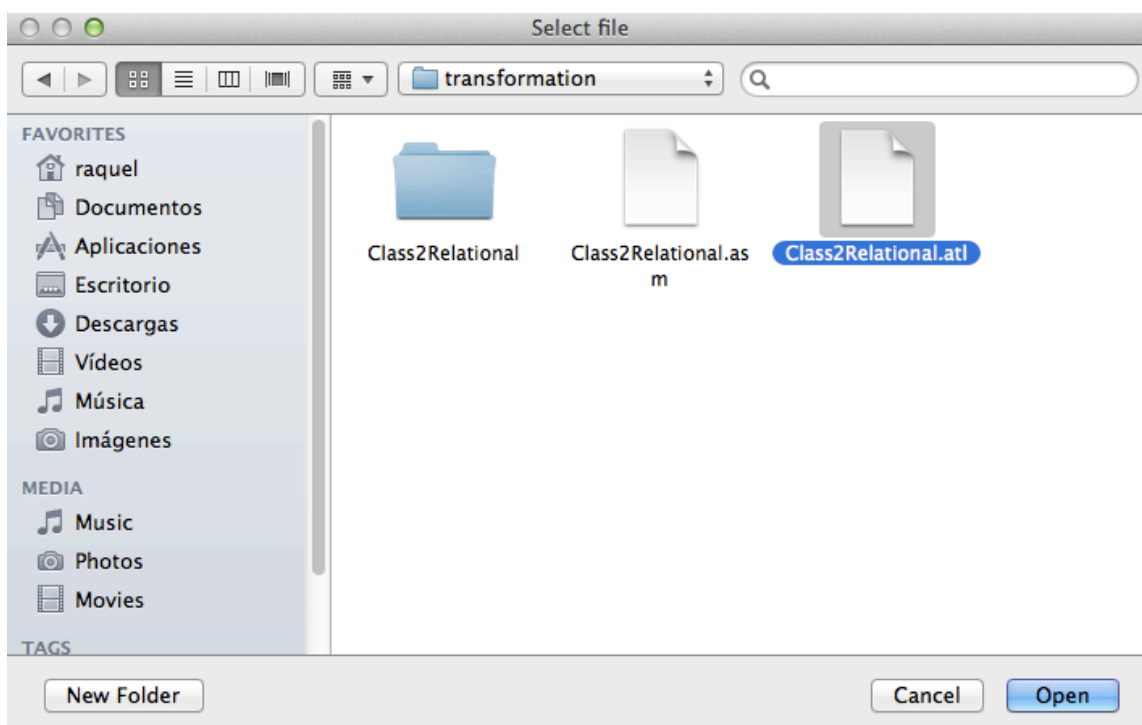 Select file
transformation
FAVORITES
raquel
Documentos
Aplicaciones
Escritorio
Descargas
Vídeos
Música
Imágenes
MEDIA
Music
Photos
Movies
TAGS
Class2Relational
Class2Relational.as
m
Class2Relational.atl
New Folder
Cancel
Open